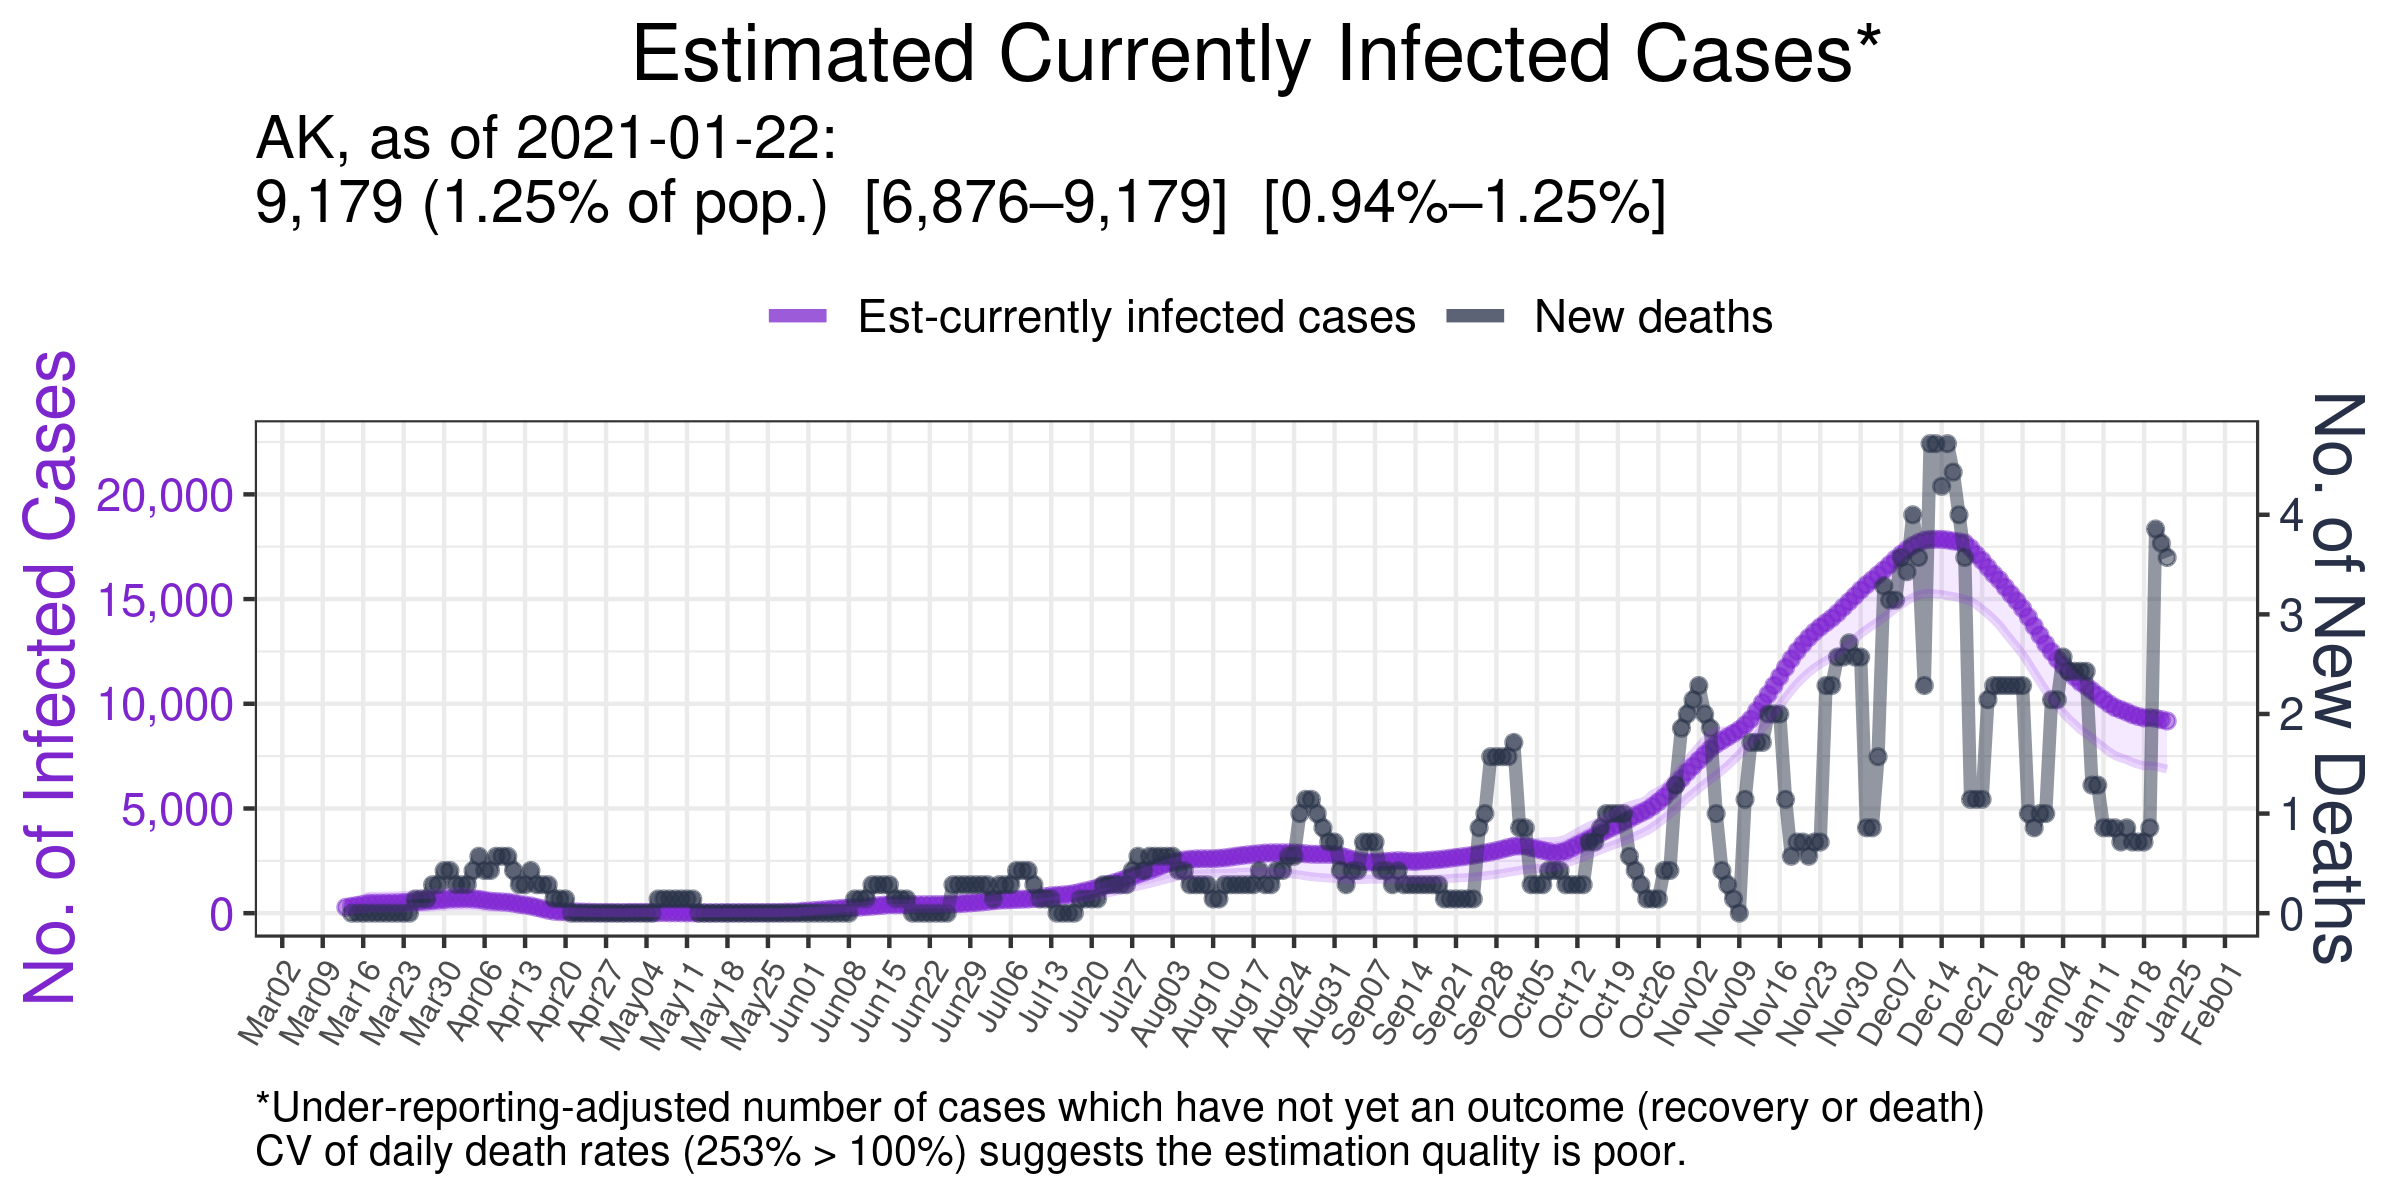 Estimated Currently Infected Cases*
AK, as of 2021-01-22:
9,179 (1.25% of pop.)  [6,876–9,179]  [0.94%–1.25%]
Est-currently infected cases
New deaths
No. of Infected Cases
20,000
15,000
10,000
5,000
0
4
3
2
1
0
No. of New Deaths
Mar02
Mar09
Mar16
Mar23
Mar30
Apr06
Apr13
Apr20
Apr27
May04
May11
May18
May25
Jun01
Jun08
Jun15
Jun22
Jun29
Jul06
Jul13
Jul20
Jul27
Aug03
Aug10
Aug17
Aug24
Aug31
Sep07
Sep14
Sep21
Sep28
Oct05
Oct12
Oct19
Oct26
Nov02
Nov09
Nov16
Nov23
Nov30
Dec07
Dec14
Dec21
Dec28
Jan04
Jan11
Jan18
Jan25
Feb01
*Under-reporting-adjusted number of cases which have not yet an outcome (recovery or death)
CV of daily death rates (253% > 100%) suggests the estimation quality is poor.